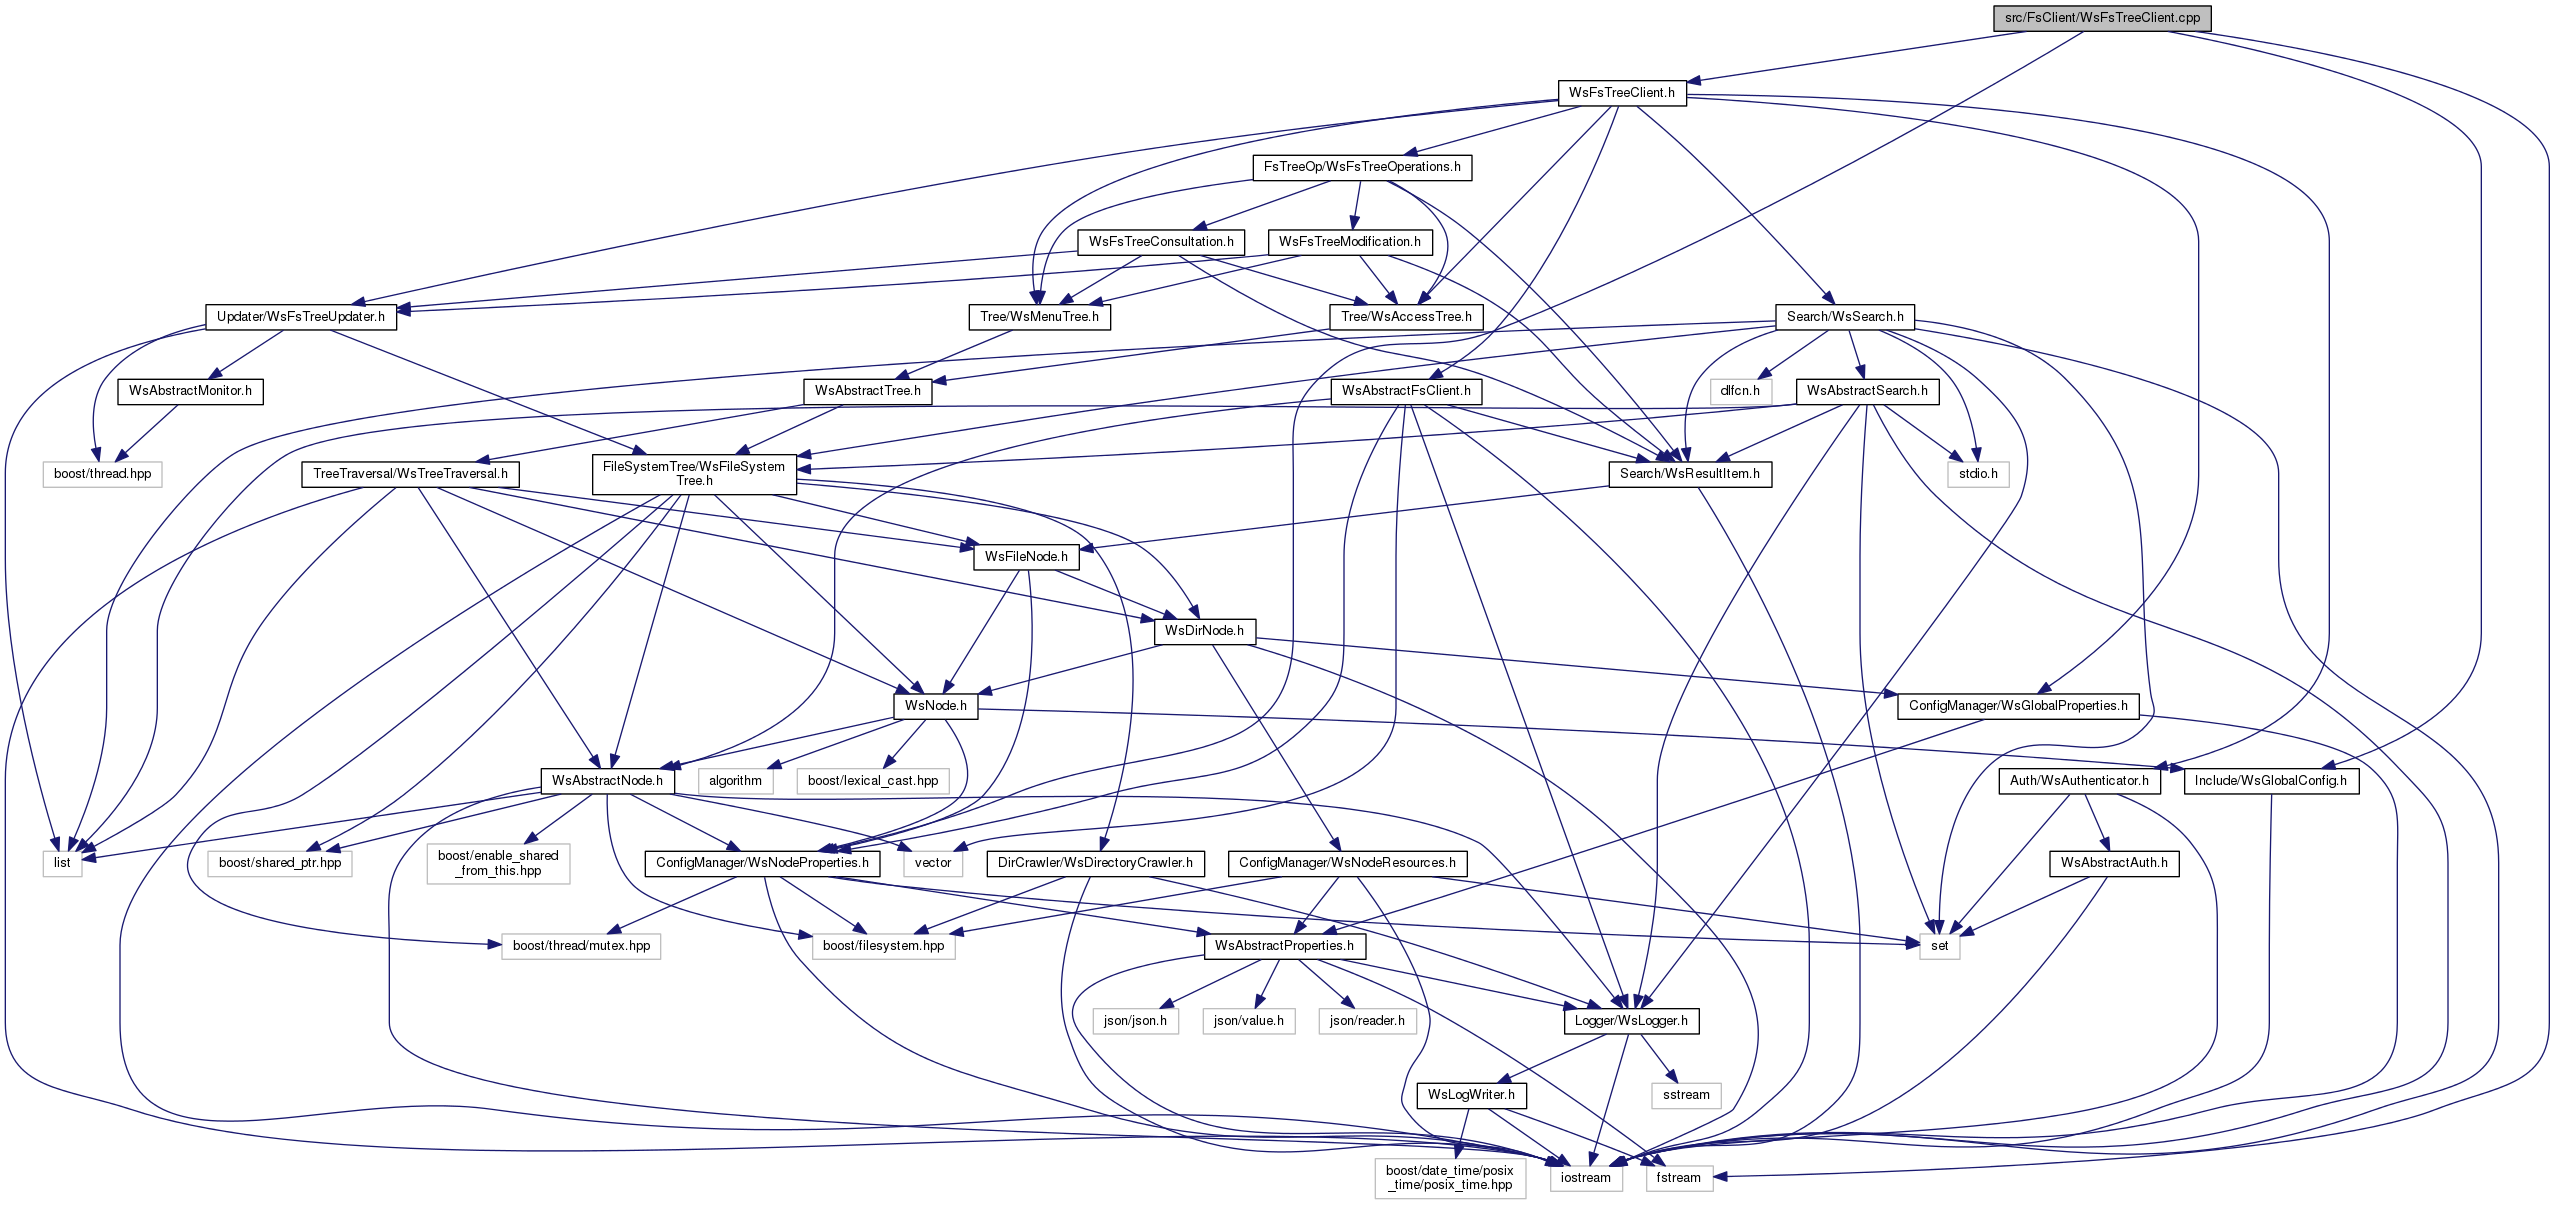 src/FsClient/WsFsTreeClient.cpp
WsFsTreeClient.h
FsTreeOp/WsFsTreeOperations.h
WsFsTreeConsultation.h
WsFsTreeModification.h
Updater/WsFsTreeUpdater.h
Tree/WsMenuTree.h
Tree/WsAccessTree.h
Search/WsSearch.h
WsAbstractMonitor.h
WsAbstractTree.h
WsAbstractFsClient.h
dlfcn.h
WsAbstractSearch.h
boost/thread.hpp
TreeTraversal/WsTreeTraversal.h
FileSystemTree/WsFileSystem
Tree.h
Search/WsResultItem.h
stdio.h
WsFileNode.h
WsDirNode.h
WsNode.h
ConfigManager/WsGlobalProperties.h
WsAbstractNode.h
algorithm
boost/lexical_cast.hpp
Auth/WsAuthenticator.h
Include/WsGlobalConfig.h
list
boost/shared_ptr.hpp
boost/enable_shared
_from_this.hpp
ConfigManager/WsNodeProperties.h
vector
DirCrawler/WsDirectoryCrawler.h
ConfigManager/WsNodeResources.h
WsAbstractAuth.h
boost/thread/mutex.hpp
boost/filesystem.hpp
WsAbstractProperties.h
set
json/json.h
json/value.h
json/reader.h
Logger/WsLogger.h
WsLogWriter.h
sstream
boost/date_time/posix
_time/posix_time.hpp
iostream
fstream